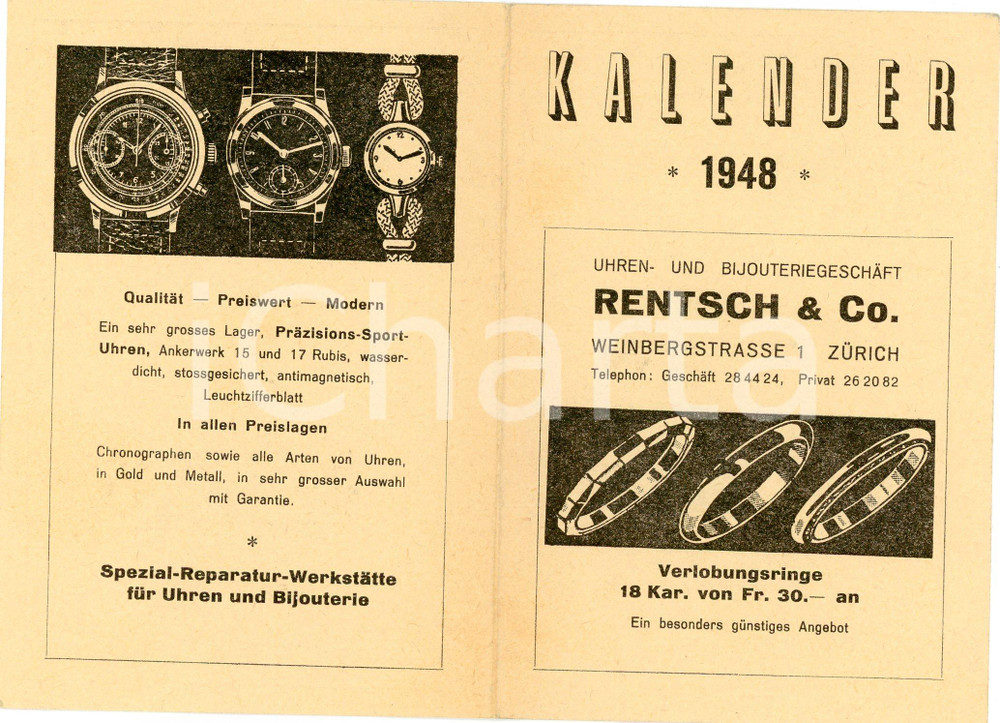 Qualität — Preiswert — Modern
Ein sehr grosses Lager, Präzisions-Sport-
Uhren, Ankerwerk 15 und 17 Rubis, wasser-
dicht, stossgesichert, antimagnetisch,
Leuchtzifferblatt
In allen Preislagen
Chronographen sowie alle Arten von Uhren,
in Gold und Metall, in sehr grosser Auswahl
mit Garantie.
*
Spezial-Reparatur-Werkstätte
für Uhren und Bijouterie
KALENDER
* 1948 *
UHREN- UND BIJOUTERIEGESCHÄFT
RENTSCH & Co.
WEINBERGSTRASSE 1 ZÜRICH
Telephon: Geschäft 28 44 24, Privat 26 20 82
Verlobungsringe
18 Kar. von Fr. 30.— an
Ein besonders günstiges Angebot
iCharta